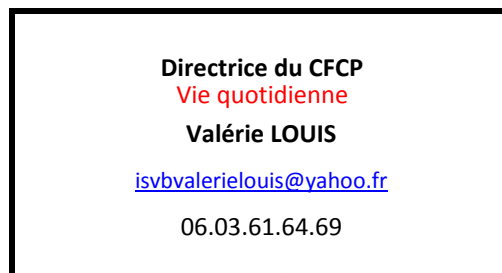 Directrice du CFCP
Vie quotidienne
Valérie LOUIS
isvbvalerielouis@yahoo.fr
06.03.61.64.69